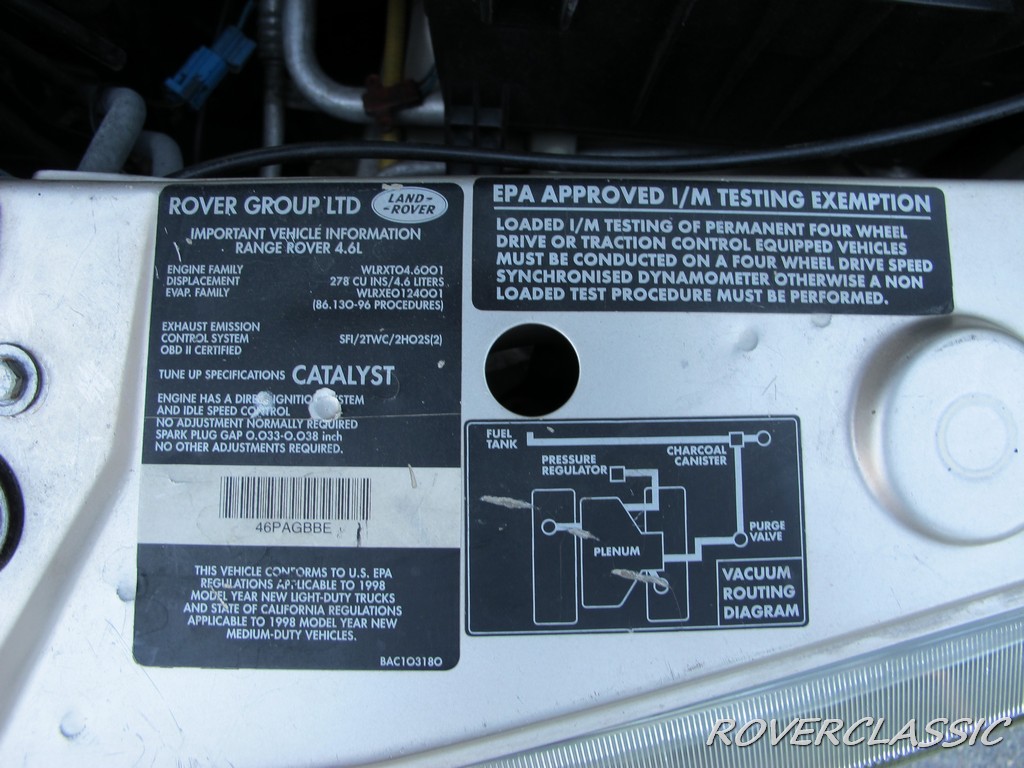 ROVER GROUP LTD
LAND-
-ROVER
IMPORTANT VEHICLE INFORMATION
RANGE ROVER 4.6L
ENGINE FAMILY WLRXT04.6001
DISPLACEMENT 278 CU INS/4.6 LITERS
EVAP. FAMILY WLRXE0124001
(86.130-96 PROCEDURES)
EXHAUST EMISSION
CONTROL SYSTEM SFI/2TWC/2HO2S(2)
OBD II CERTIFIED
TUNE UP SPECIFICATIONS CATALYST
ENGINE HAS A DIRECT IGNITION SYSTEM
AND IDLE SPEED CONTROL
NO ADJUSTMENT NORMALLY REQUIRED
SPARK PLUG GAP 0.033-0.038 inch
NO OTHER ADJUSTMENTS REQUIRED.
46PAGBBE
THIS VEHICLE CONFORMS TO U.S. EPA
REGULATIONS APPLICABLE TO 1998
MODEL YEAR NEW LIGHT-DUTY TRUCKS
AND STATE OF CALIFORNIA REGULATIONS
APPLICABLE TO 1998 MODEL YEAR NEW
MEDIUM-DUTY VEHICLES.
BAC103180
EPA APPROVED I/M TESTING EXEMPTION
LOADED I/M TESTING OF PERMANENT FOUR WHEEL
DRIVE OR TRACTION CONTROL EQUIPPED VEHICLES
MUST BE CONDUCTED ON A FOUR WHEEL DRIVE SPEED
SYNCHRONISED DYNAMOMETER OTHERWISE A NON
LOADED TEST PROCEDURE MUST BE PERFORMED.
FUEL
TANK
PRESSURE
REGULATOR
CHARCOAL
CANISTER
PLENUM
PURGE
VALVE
VACUUM
ROUTING
DIAGRAM
ROVERCLASSIC